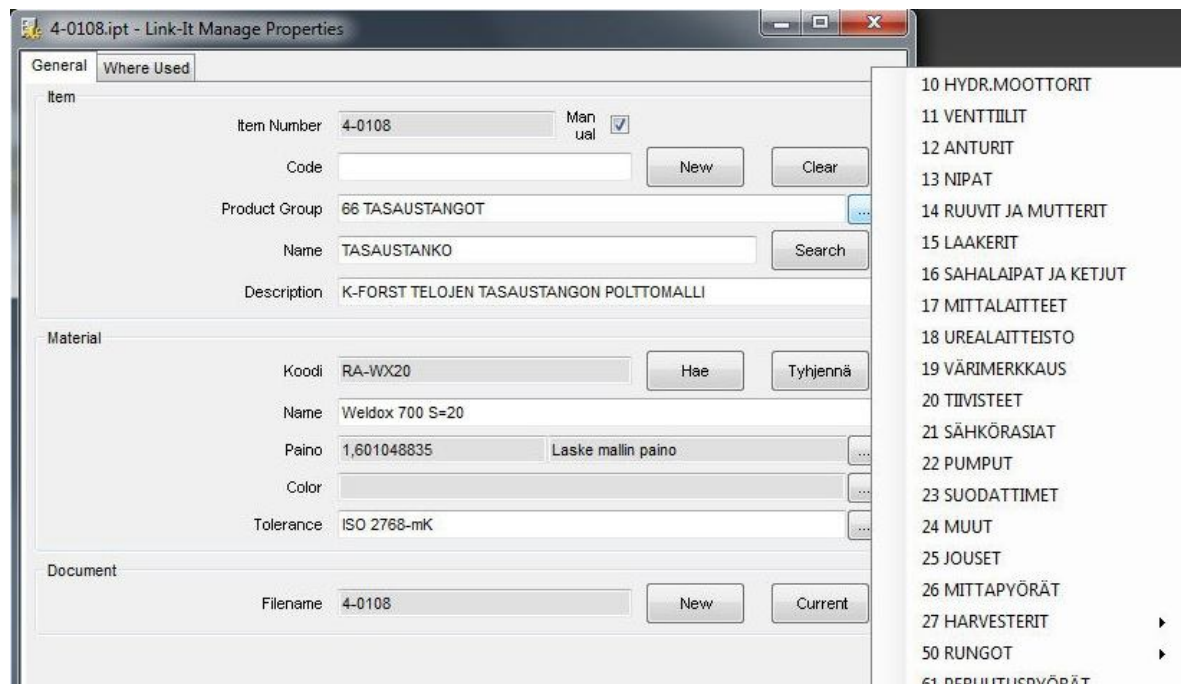 4-0108.ipt - Link-It Manage Properties
General Where Used
Item
Item Number 4-0108 Man
ual
Code New Clear
Product Group 66 TASAUSTANGOT ...
Name TASAUSTANKO Search
Description K-FORST TELOJEN TASAUSTANGON POLTTOMALLI
Material
Koodi RA-WX20 Hae Tyhjennä
Name Weldox 700 S=20
Paino 1,601048835 Laske mallin paino ...
Color ...
Tolerance ISO 2768-mK ...
Document
Filename 4-0108 New Current
10 HYDR.MOOTTORIT
11 VENTTIILIT
12 ANTURIT
13 NIPAT
14 RUUVIT JA MUTTERIT
15 LAAKERIT
16 SAHALAIPAT JA KETJUT
17 MITTALAITTEET
18 UREALAITTEISTO
19 VÄRIMERKKAUS
20 TIIVISTEET
21 SÄHKÖRASIAT
22 PUMPUT
23 SUODATTIMET
24 MUUT
25 JOUSET
26 MITTAPYÖRÄT
27 HARVESTERIT
50 RUNGOT
61 PERUUTUSPYÖRÄT